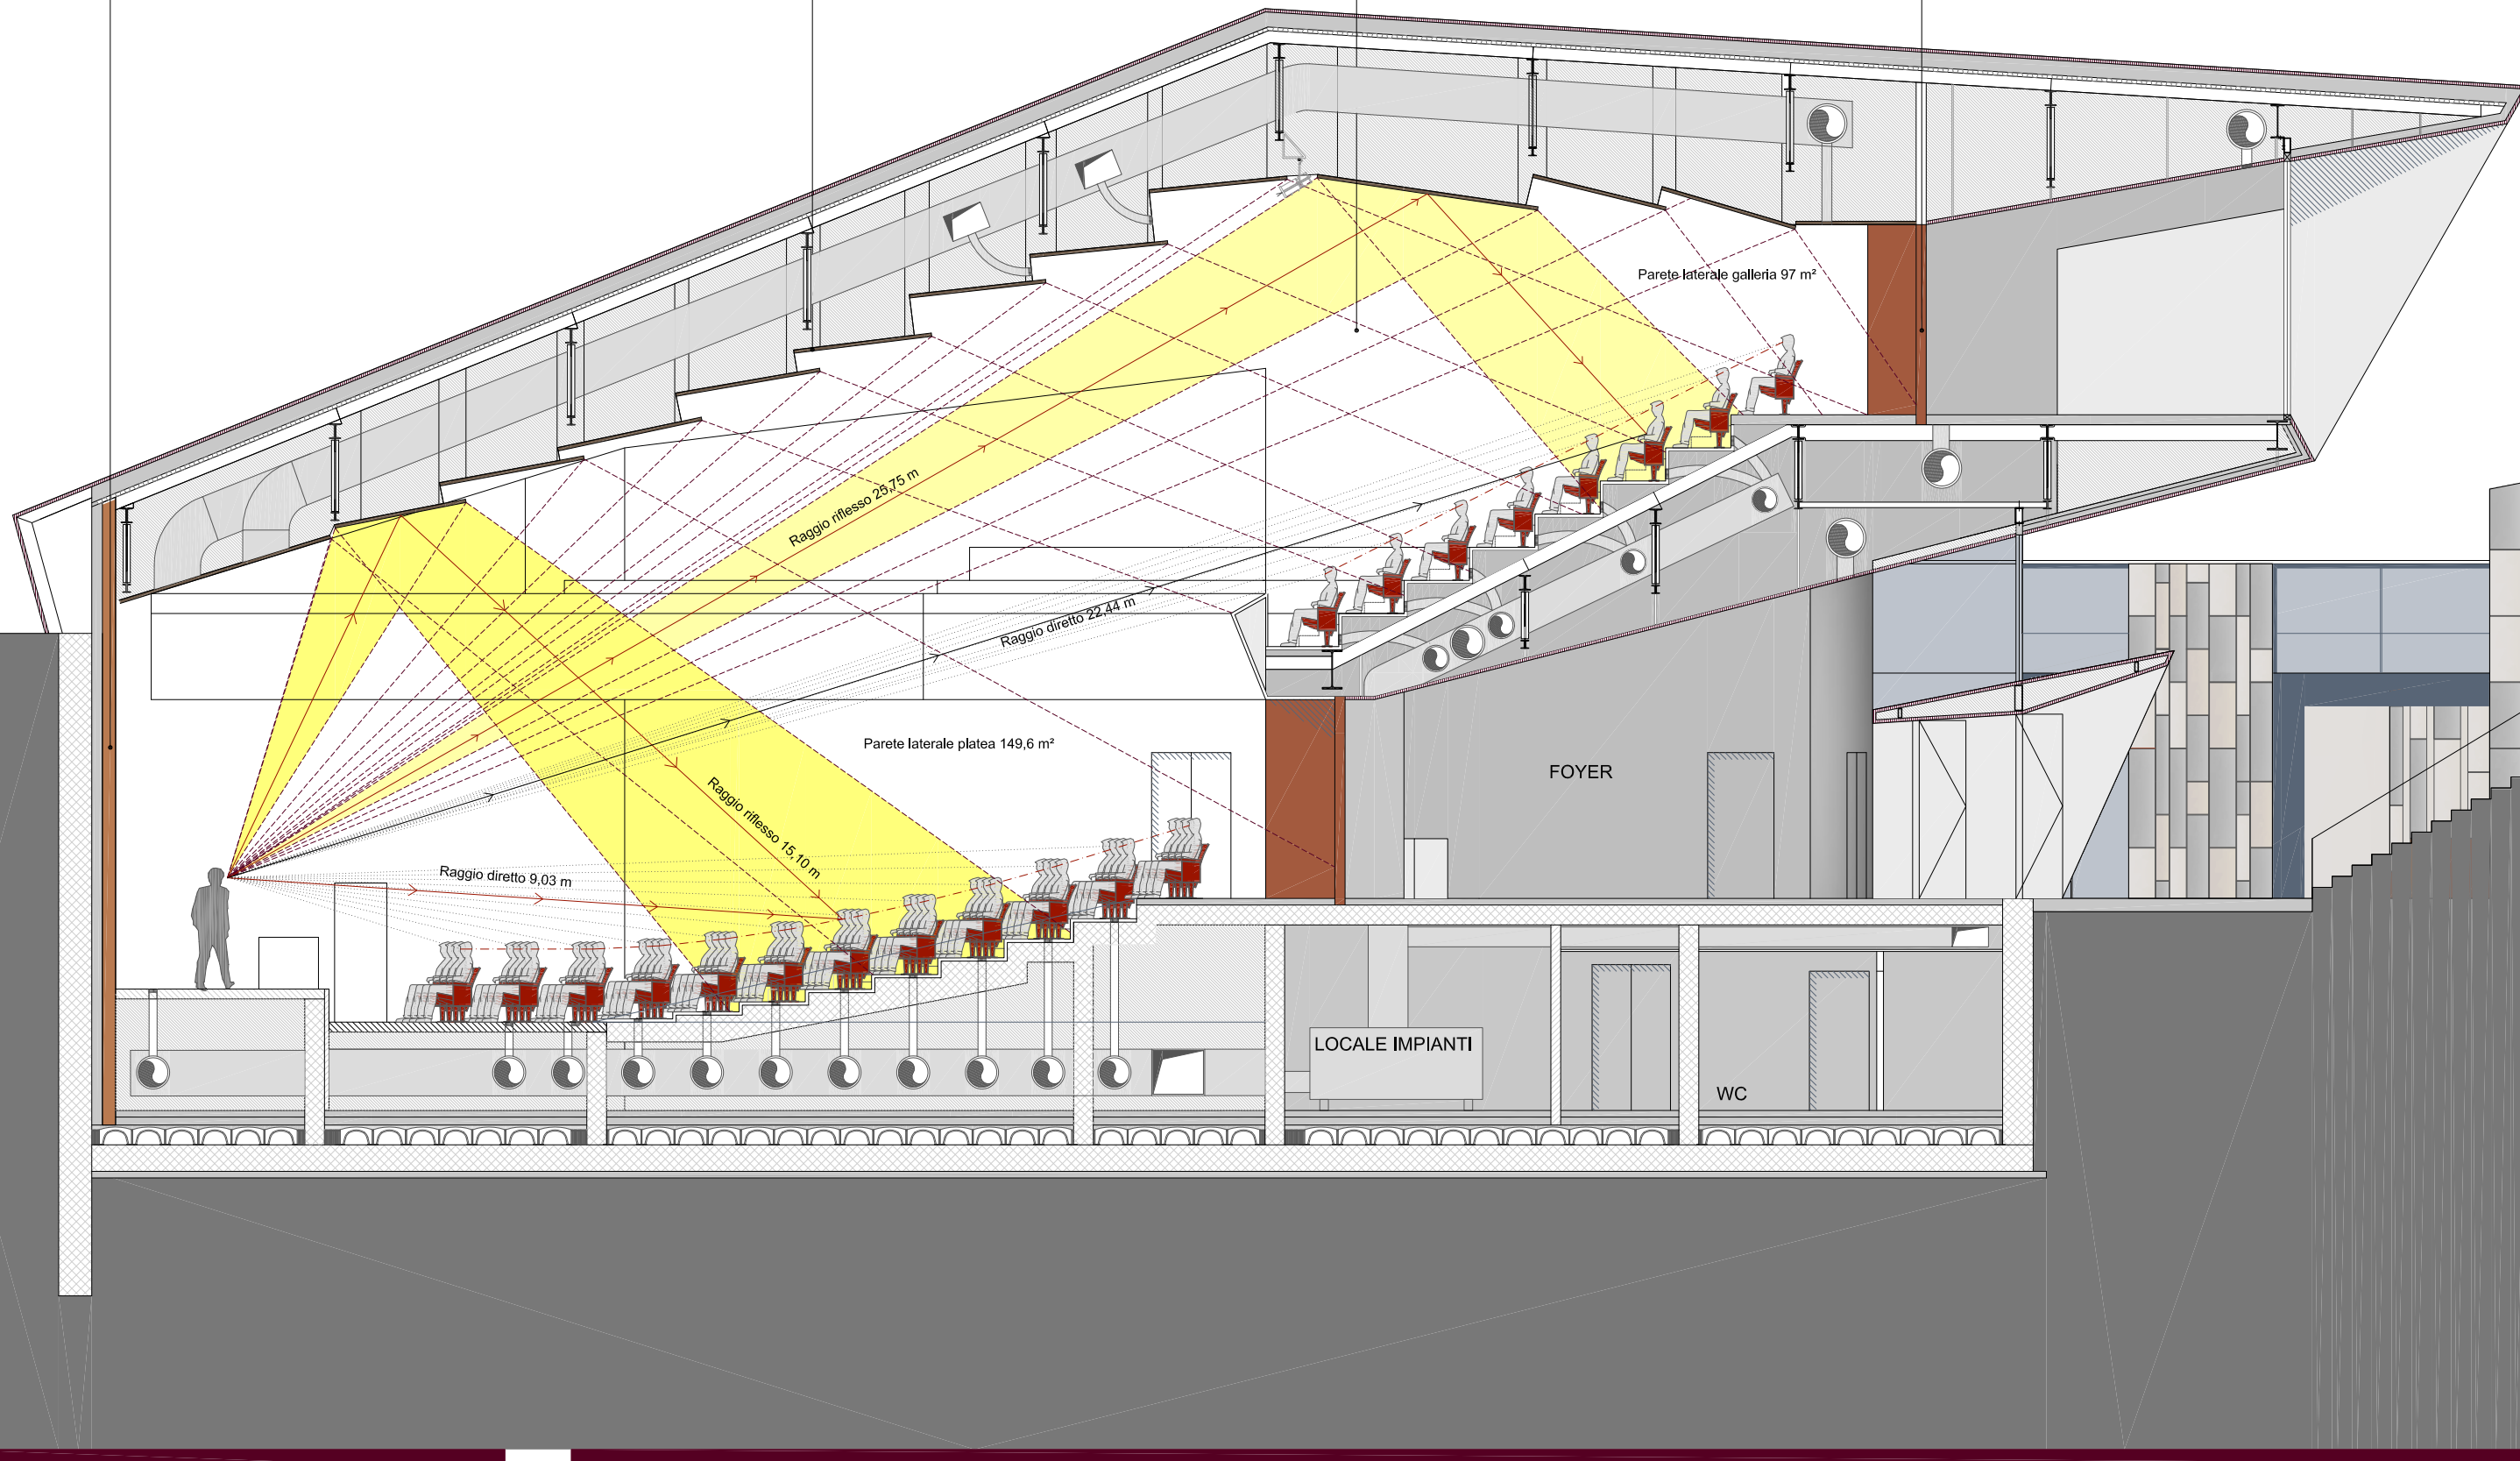 Parete laterale galleria 97 m²
Raggio riflesso 25,75 m
Raggio diretto 22,44 m
Parete laterale platea 149,6 m²
FOYER
Raggio riflesso 15,10 m
Raggio diretto 9,03 m
LOCALE IMPIANTI
WC